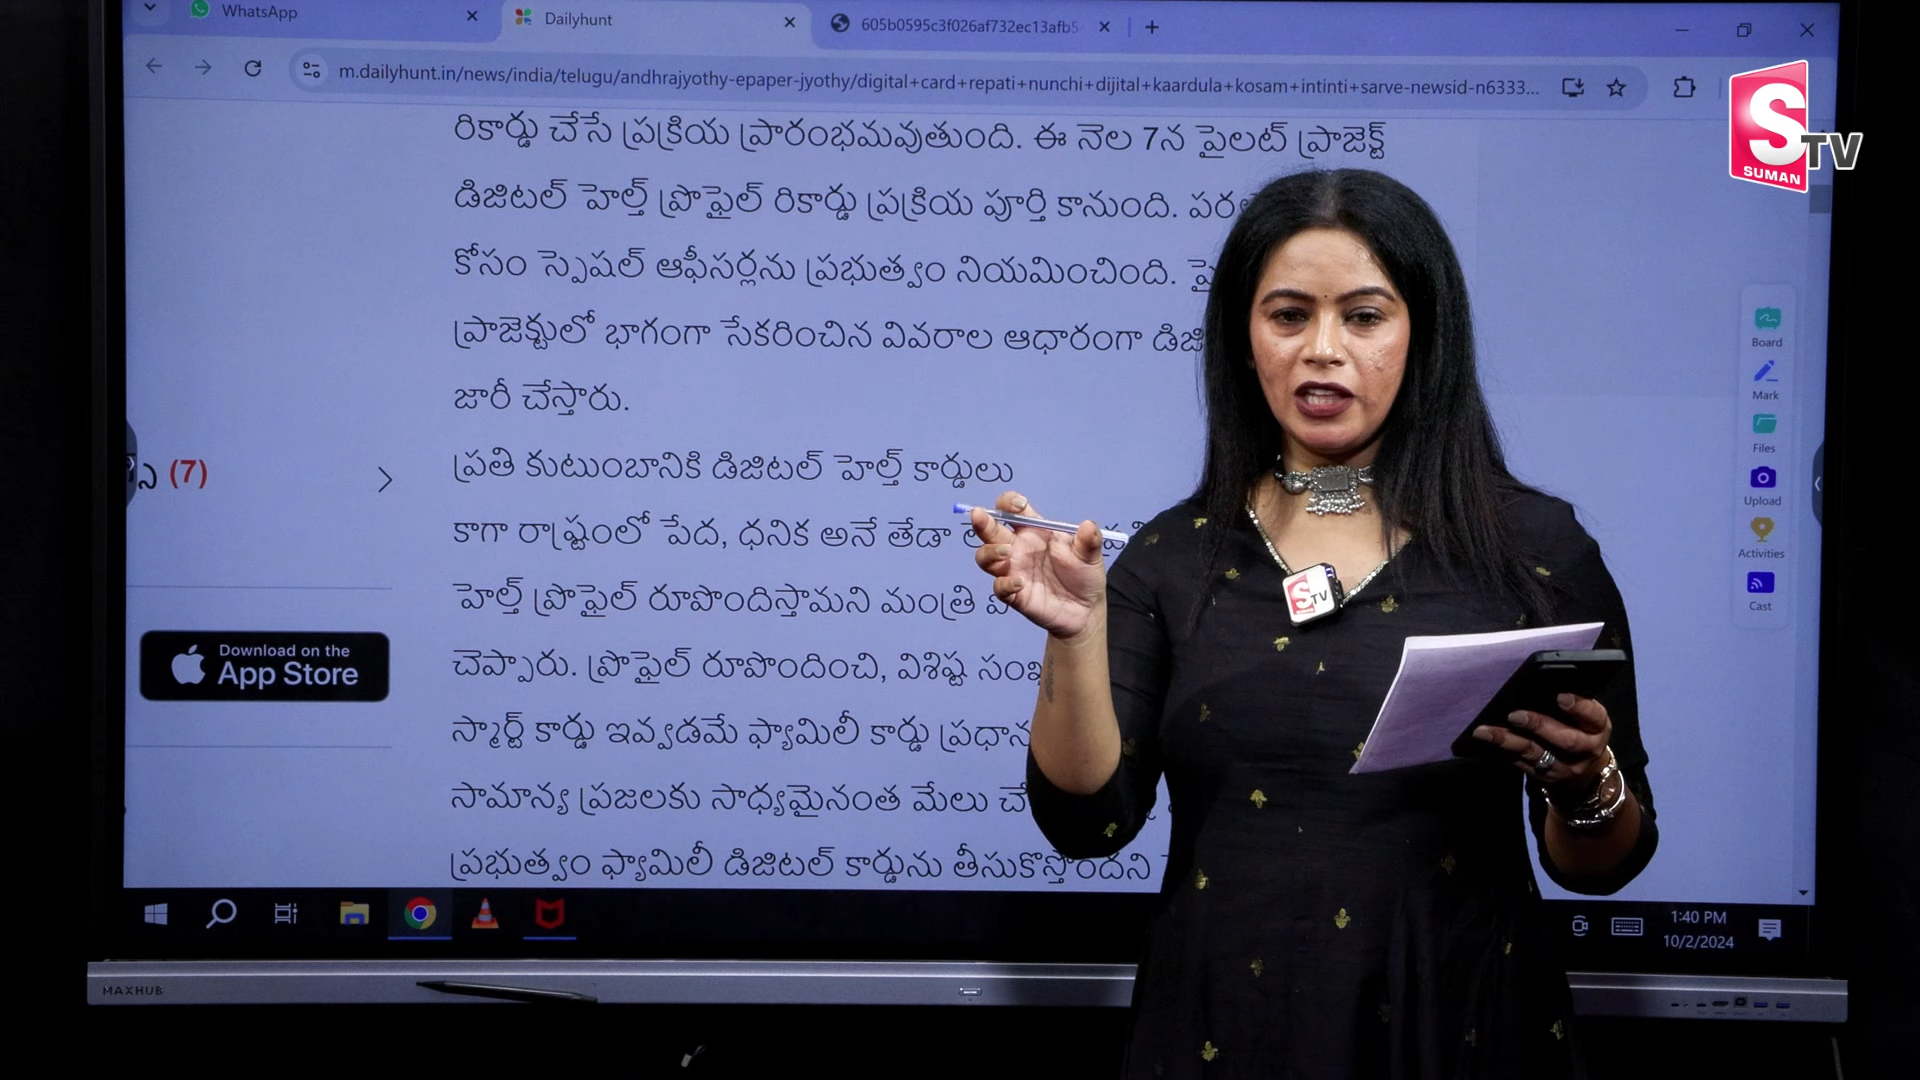 WhatsApp
Dailyhunt
605b0595c3f026af732ec13afb5
m.dailyhunt.in/news/india/telugu/andhrajyothy-epaper-jyothy/digital+card+repati+nunchi+dijital+kaardula+kosam+intinti+sarve-newsid-n6333...
S TV
SUMAN
రికార్డు చేసే ప్రక్రియ ప్రారంభమవుతుంది. ఈ నెల 7న పైలట్ ప్రాజెక్ట్
డిజిటల్ హెల్త్ ప్రొఫైల్ రికార్డు ప్రక్రియ పూర్తి కానుంది.
కోసం స్పెషల్ ఆఫీసర్లను ప్రభుత్వం నియమించింది.
ప్రాజెక్టులో భాగంగా సేకరించిన వివరాల ఆధారంగా
జారీ చేస్తారు.
(7)
ప్రతి కుటుంబానికి డిజిటల్ హెల్త్ కార్డులు
కాగా రాష్ట్రంలో పేద, ధనిక అనే తేడా
హెల్త్ ప్రొఫైల్ రూపొందిస్తామని మంత్రి
చెప్పారు. ప్రొఫైల్ రూపొందించి, విశిష్ట
స్మార్ట్ కార్డు ఇవ్వడమే ఫ్యామిలీ కార్డు ప్రధాన
సామాన్య ప్రజలకు సాధ్యమైనంత మేలు
ప్రభుత్వం ఫ్యామిలీ డిజిటల్ కార్డును తీసుకొస్తోందని
Download on the
App Store
Board
Mark
Files
Upload
Activities
Cast
S TV
1:40 PM
10/2/2024
MAXHUB